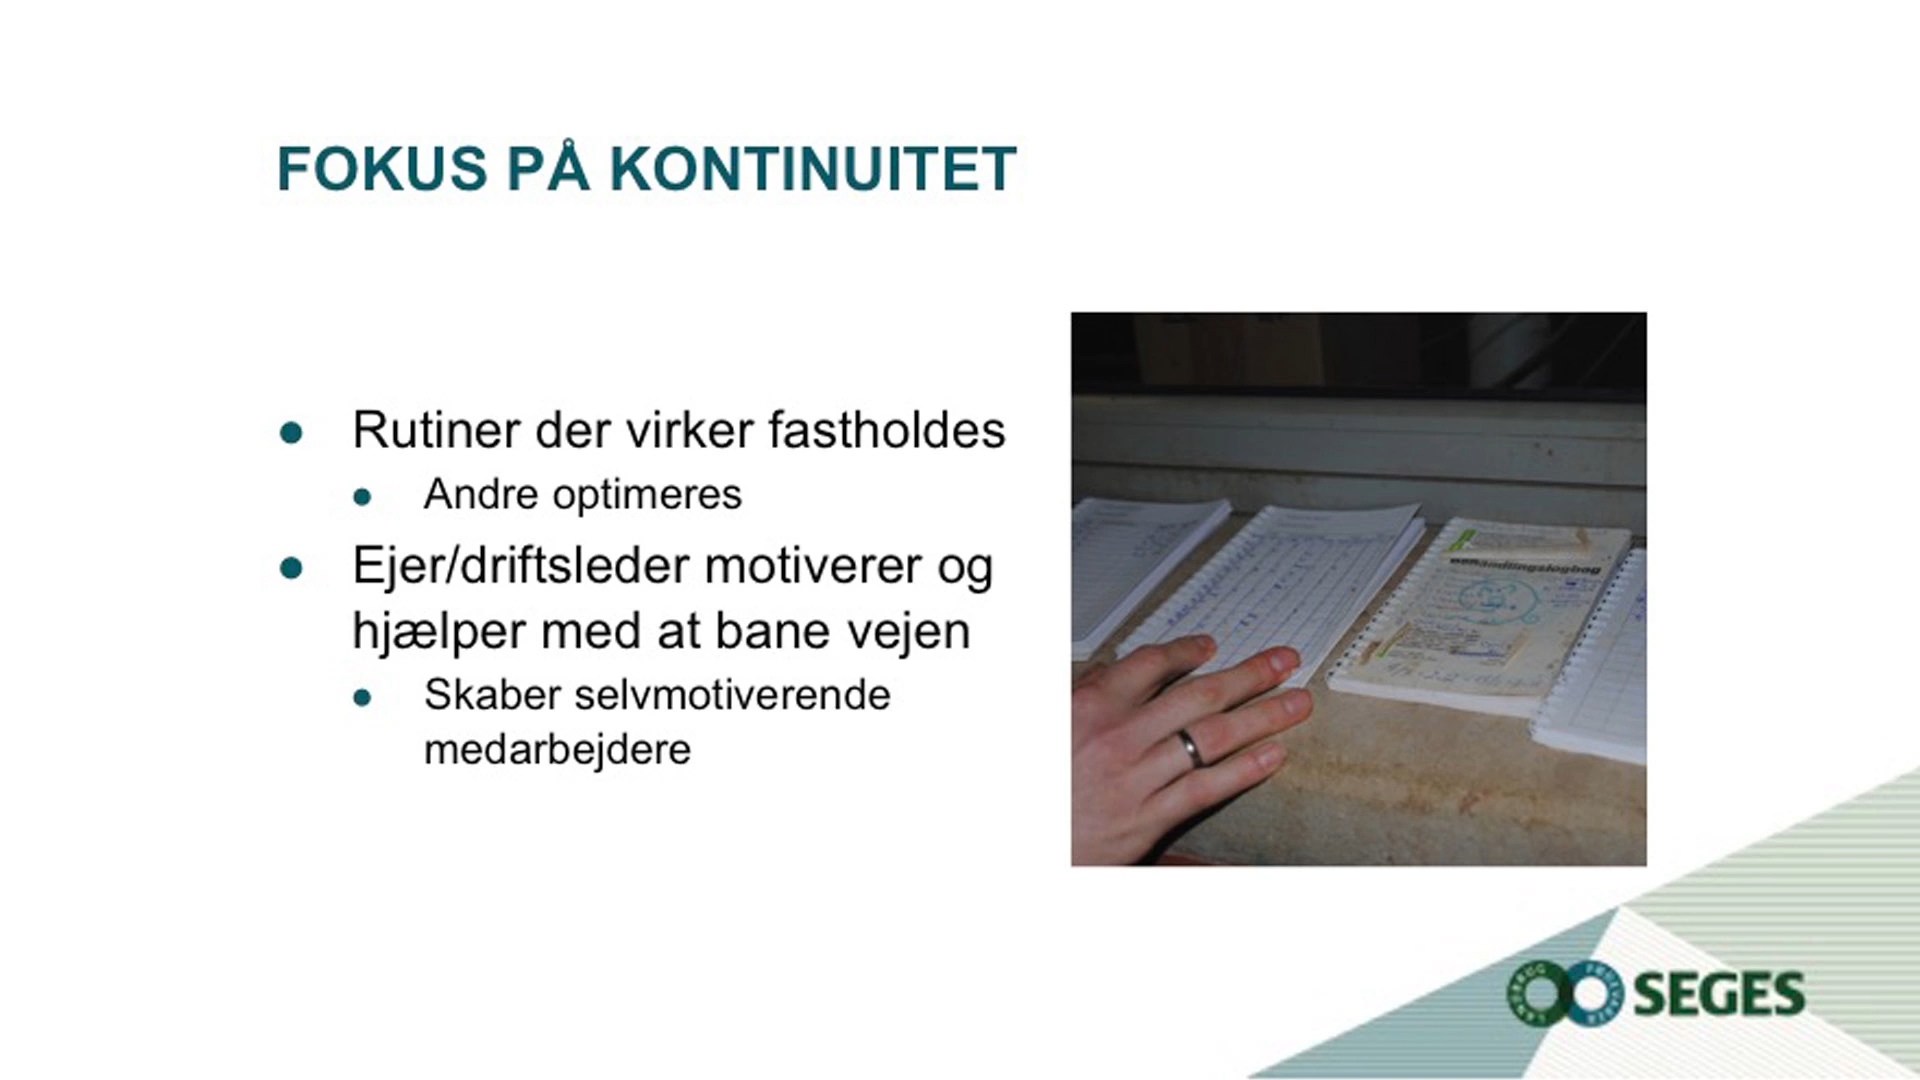 FOKUS PÅ KONTINUITET
Rutiner der virker fastholdes
Andre optimeres
Ejer/driftsleder motiverer og
hjælper med at bane vejen
Skaber selvmotiverende
medarbejdere
SEGES